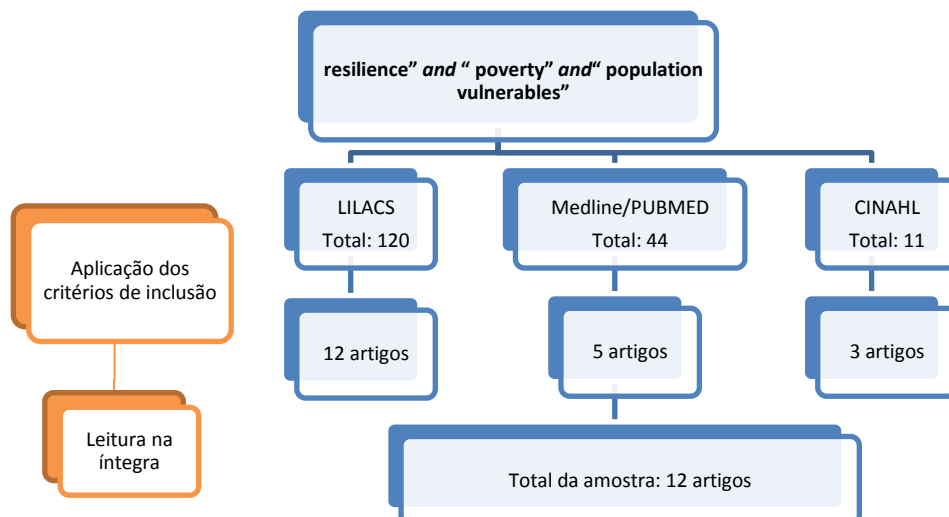 resilience” and “ poverty” and“ population
vulnerables”
LILACS
Total: 120
Medline/PUBMED
Total: 44
CINAHL
Total: 11
Aplicação dos
critérios de inclusão
12 artigos
5 artigos
3 artigos
Leitura na
íntegra
Total da amostra: 12 artigos